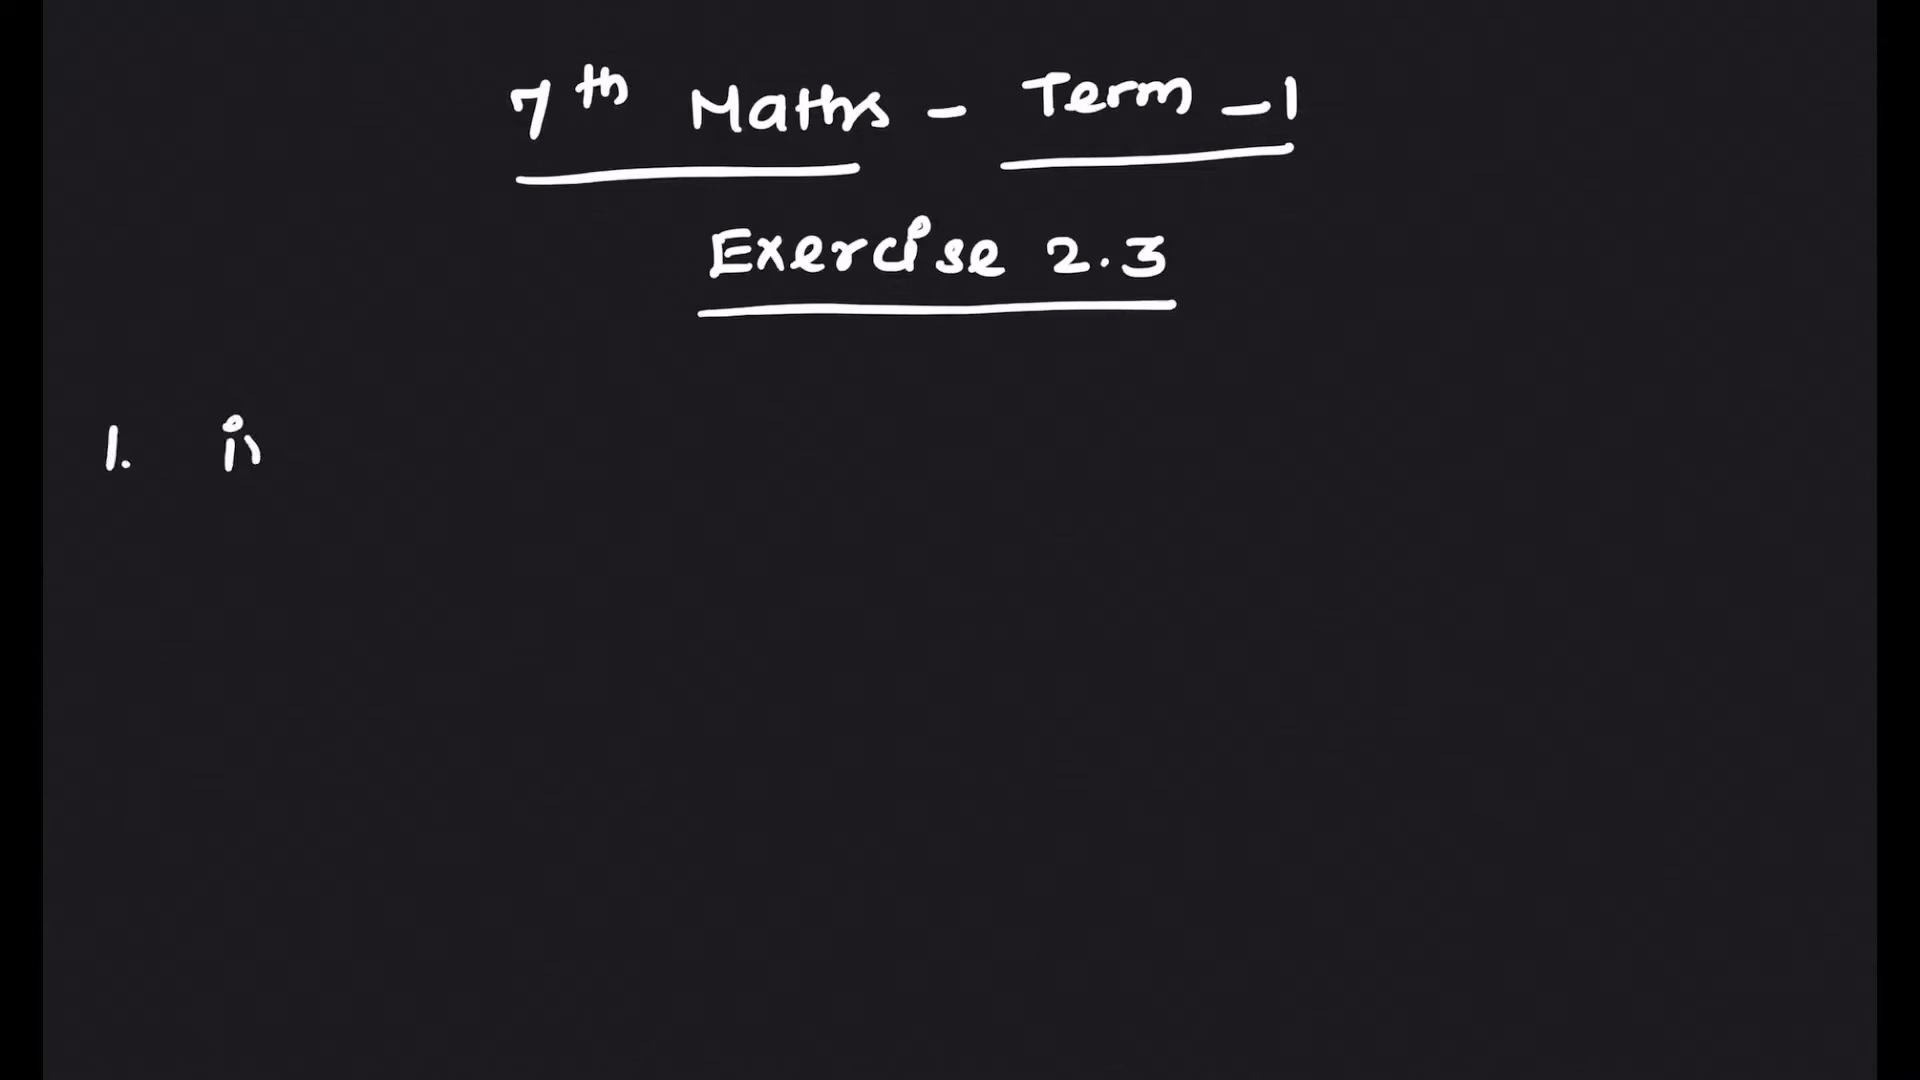 7th Maths - Term - 1
Exercise 2.3
1. i)